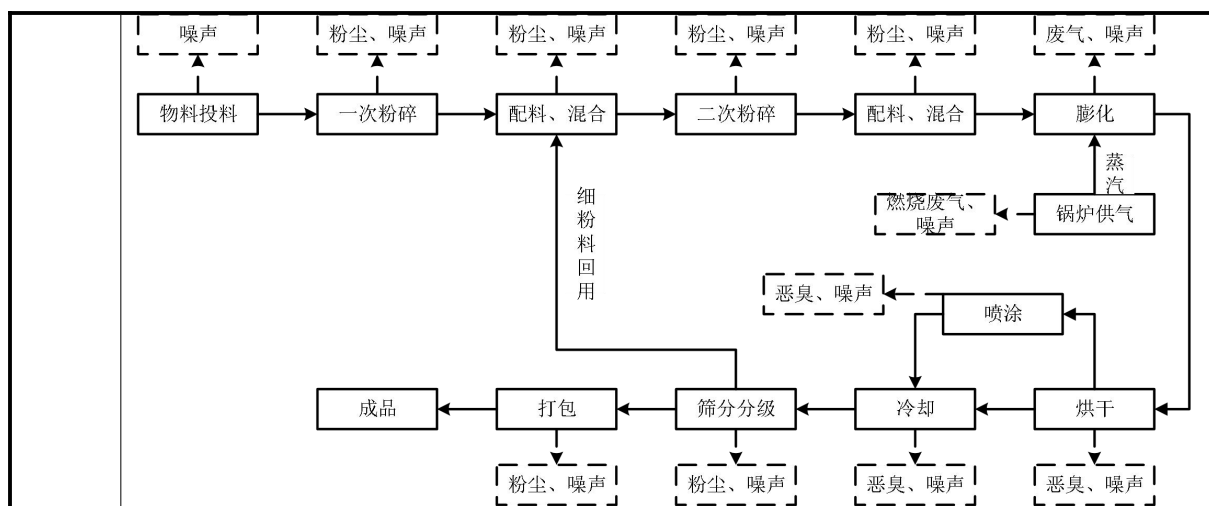 噪声
粉尘、噪声
粉尘、噪声
粉尘、噪声
粉尘、噪声
废气、噪声
物料投料
一次粉碎
配料、混合
二次粉碎
配料、混合
膨化
蒸汽
细粉料回用
燃烧废气、
噪声
锅炉供气
恶臭、噪声
喷涂
成品
打包
筛分分级
冷却
烘干
粉尘、噪声
粉尘、噪声
恶臭、噪声
恶臭、噪声